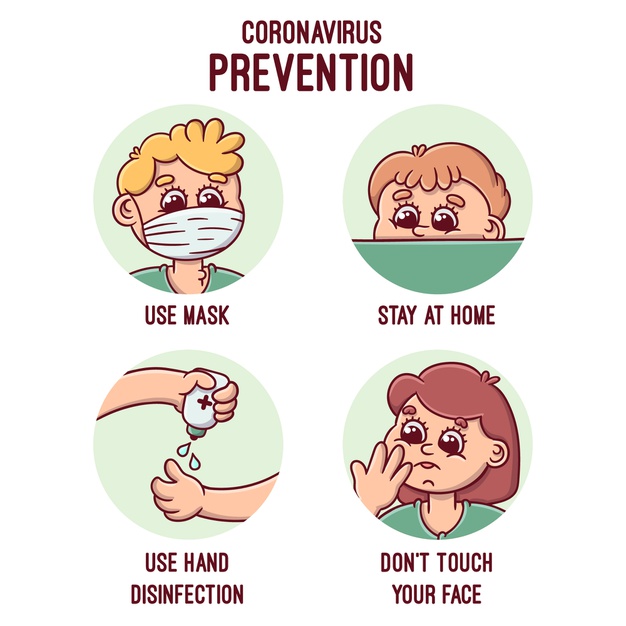 CORONAVIRUS
PREVENTION
USE MASK
STAY AT HOME
USE HAND
DISINFECTION
DON'T TOUCH
YOUR FACE